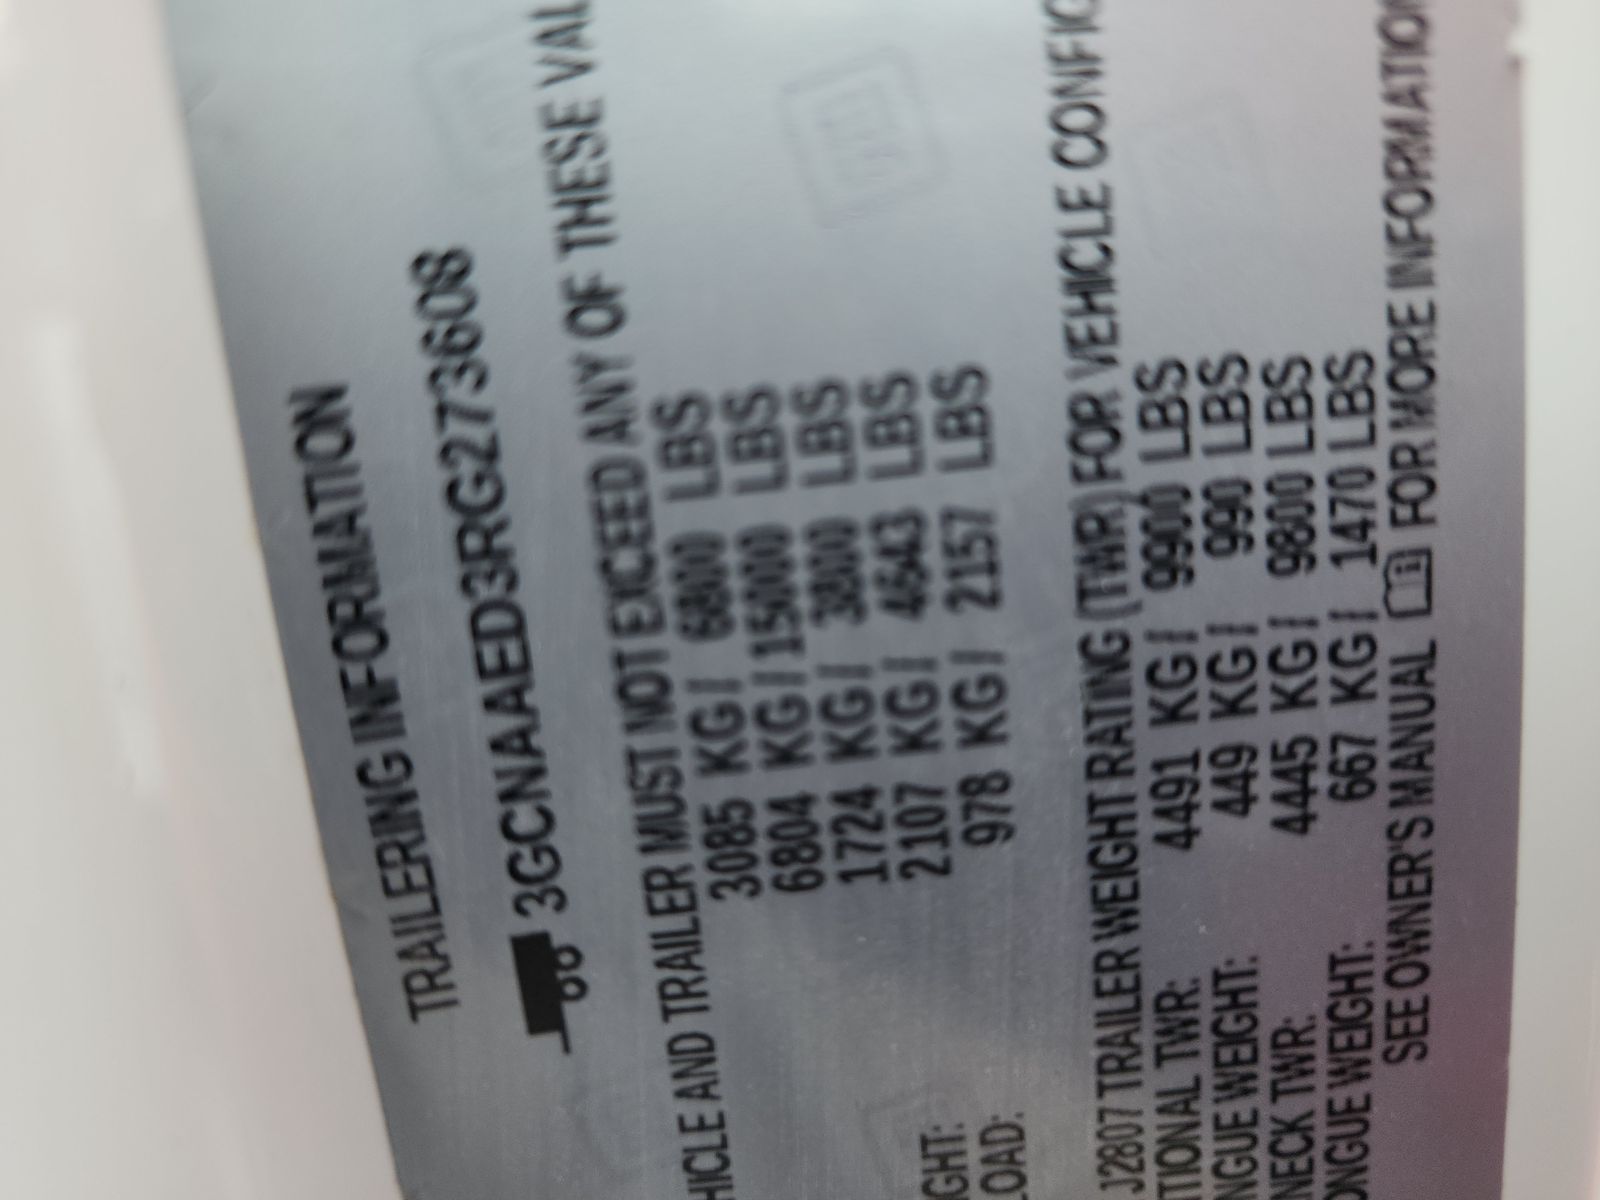 TRAILERING INFORMATION
3GCNAAED3RG273608
HICLE AND TRAILER MUST NOT EXCEED ANY OF THESE VAL
3085 KG / 6800 LBS
6804 KG / 15000 LBS
1724 KG / 3800 LBS
GHT: 2107 KG / 4643 LBS
LOAD: 978 KG / 2157 LBS
J2807 TRAILER WEIGHT RATING (TWR) FOR VEHICLE CONFIG
TIONAL TWR: 4491 KG / 9900 LBS
NGUE WEIGHT: 449 KG / 990 LBS
NECK TWR: 4445 KG / 9800 LBS
ONGUE WEIGHT: 667 KG / 1470 LBS
SEE OWNER'S MANUAL FOR MORE INFORMATION